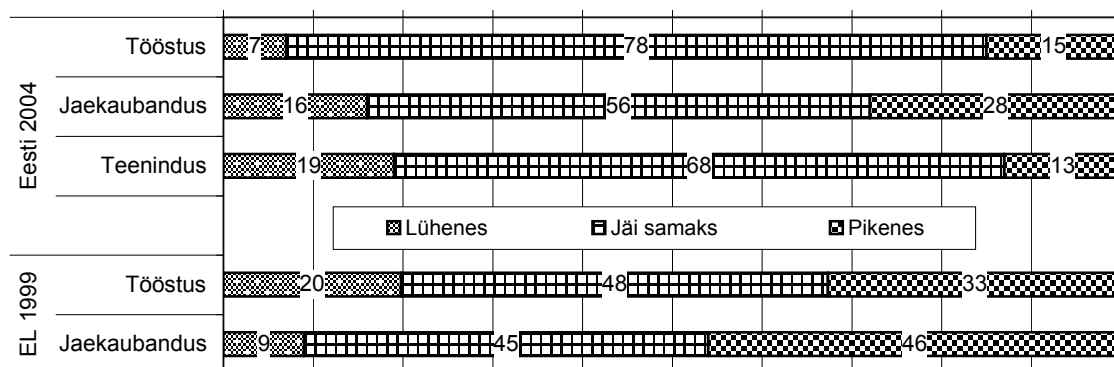 Eesti 2004
Tööstus 7 78 15
Jaekaubandus 16 56 28
Teenindus 19 68 13
Lühenes Jäi samaks Pikenes
EL 1999
Tööstus 20 48 33
Jaekaubandus 9 45 46